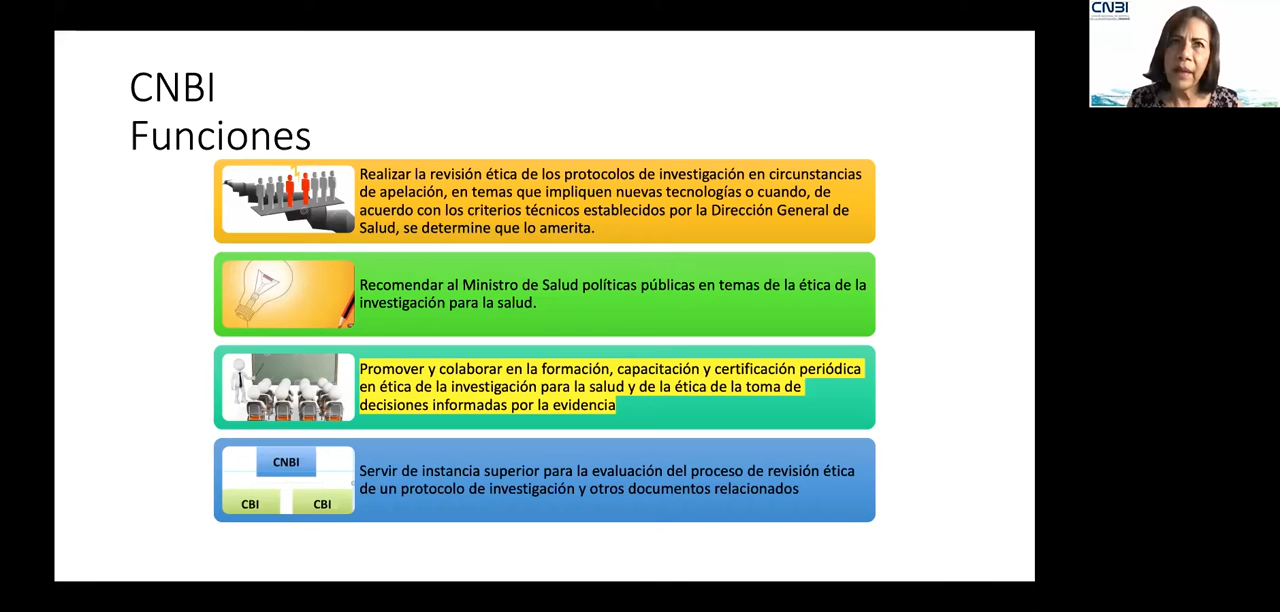 CNBI
CNBI
Funciones
Realizar la revisión ética de los protocolos de investigación en circunstancias
de apelación, en temas que impliquen nuevas tecnologías o cuando, de
acuerdo con los criterios técnicos establecidos por la Dirección General de
Salud, se determine que lo amerita.
Recomendar al Ministro de Salud políticas públicas en temas de la ética de la
investigación para la salud.
Promover y colaborar en la formación, capacitación y certificación periódica
en ética de la investigación para la salud y de la ética de la toma de
decisiones informadas por la evidencia
CNBI
CBI CBI
Servir de instancia superior para la evaluación del proceso de revisión ética
de un protocolo de investigación y otros documentos relacionados